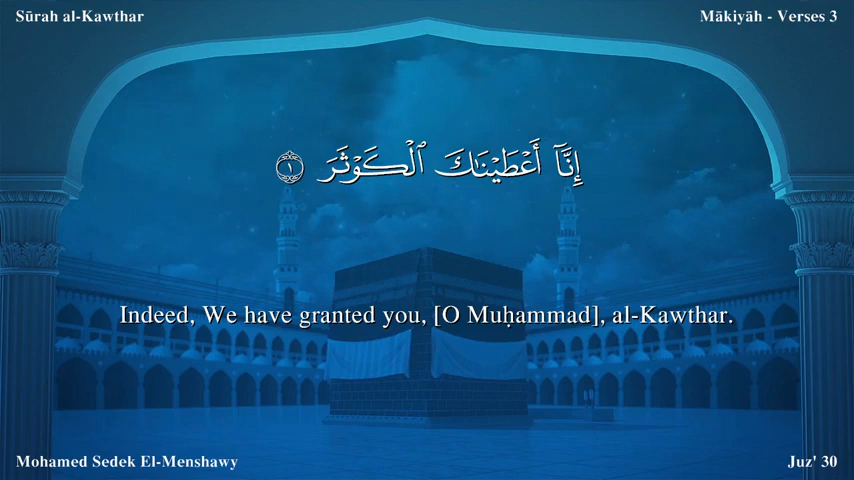 Sūrah al-Kawthar
Mākiyāh - Verses 3
إِنَّآ أَعْطَيْنَٰكَ ٱلْكَوْثَرَ ١
Indeed, We have granted you, [O Muḥammad], al-Kawthar.
Mohamed Sedek El-Menshawy
Juz' 30